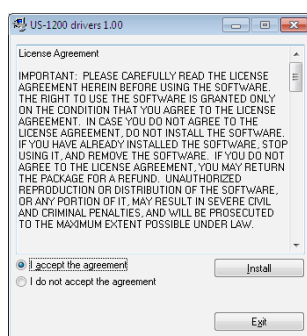 US-1200 drivers 1.00
License Agreement
IMPORTANT: PLEASE CAREFULLY READ THE LICENSE
AGREEMENT HEREIN BEFORE USING THE SOFTWARE.
THE RIGHT TO USE THE SOFTWARE IS GRANTED ONLY
ON THE CONDITION THAT YOU AGREE TO THE LICENSE
AGREEMENT. IN CASE YOU DO NOT AGREE TO THE
LICENSE AGREEMENT, DO NOT INSTALL THE SOFTWARE.
IF YOU HAVE ALREADY INSTALLED THE SOFTWARE, STOP
USING IT, AND REMOVE THE SOFTWARE. IF YOU DO NOT
AGREE TO THE LICENSE AGREEMENT, YOU MAY RETURN
THE PACKAGE FOR A REFUND. UNAUTHORIZED
REPRODUCTION OR DISTRIBUTION OF THE SOFTWARE,
OR ANY PORTION OF IT, MAY RESULT IN SEVERE CIVIL
AND CRIMINAL PENALTIES, AND WILL BE PROSECUTED
TO THE MAXIMUM EXTENT POSSIBLE UNDER LAW.
I accept the agreement
Install
I do not accept the agreement
Exit